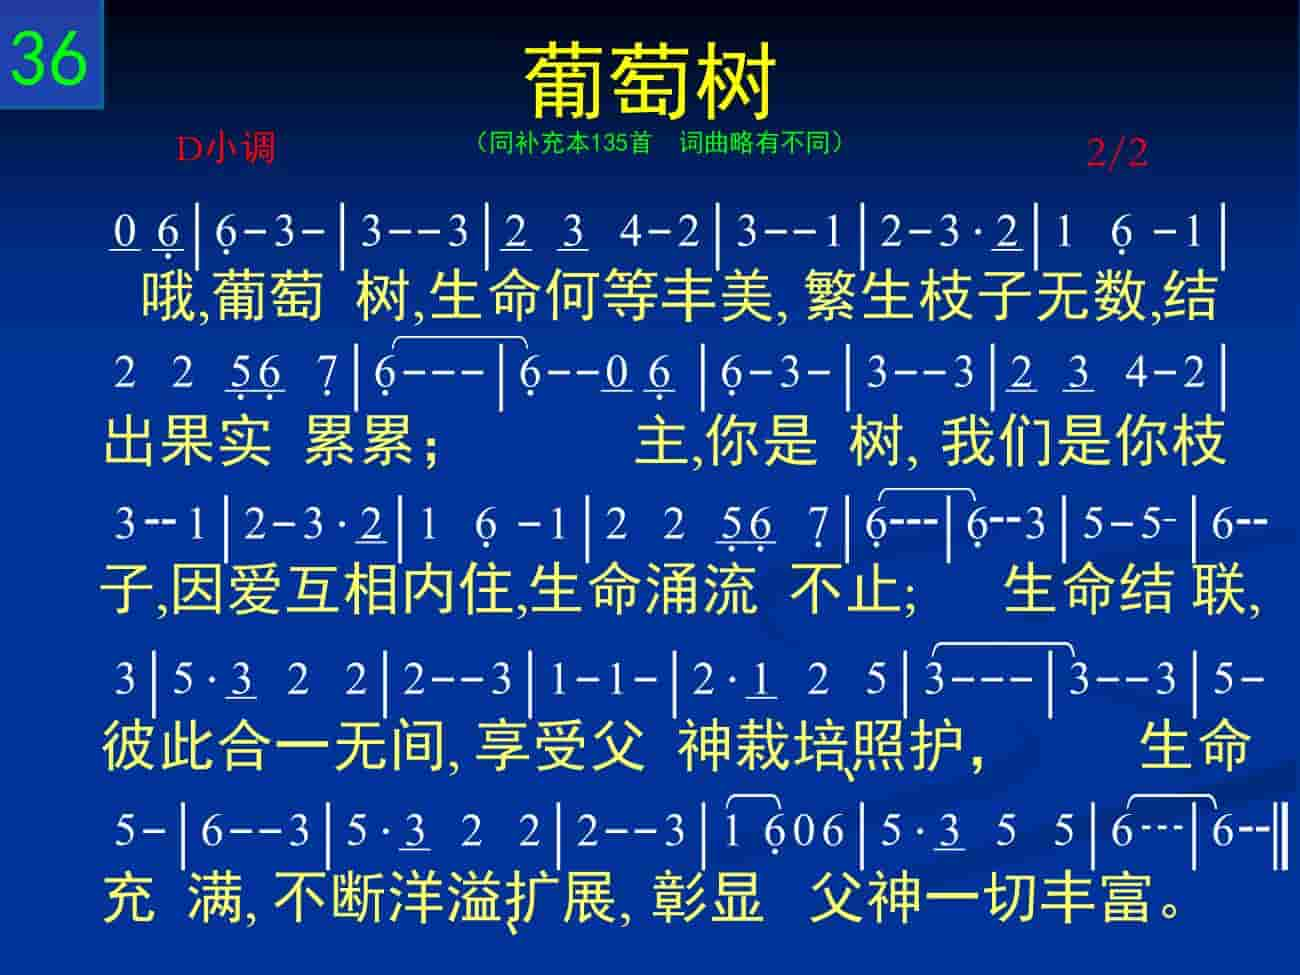 36
葡萄树
D小调 （同补充本135首 词曲略有不同） 2/2
0 6|6-3-|3--3|2 3 4-2|3--1|2-3·2|1 6 -1|
哦,葡萄 树,生命何等丰美,繁生枝子无数,结
2 2 56 7|6---|6--0 6|6-3-|3--3|2 3 4-2|
出果实 累累； 主,你是 树, 我们是你枝
3--1|2-3·2|1 6 -1|2 2 56 7|6---|6--3|5-5-|6--
子,因爱互相内住,生命涌流 不止; 生命结 联,
3|5·3 2 2|2--3|1-1-|2·1 2 5|3---|3--3|5-
彼此合一无间, 享受父 神栽培、照护， 生命
5-|6--3|5·3 2 2|2--3|1 606|5·3 5 5|6---|6--‖
充 满, 不断洋溢、扩展, 彰显 父神一切丰富。